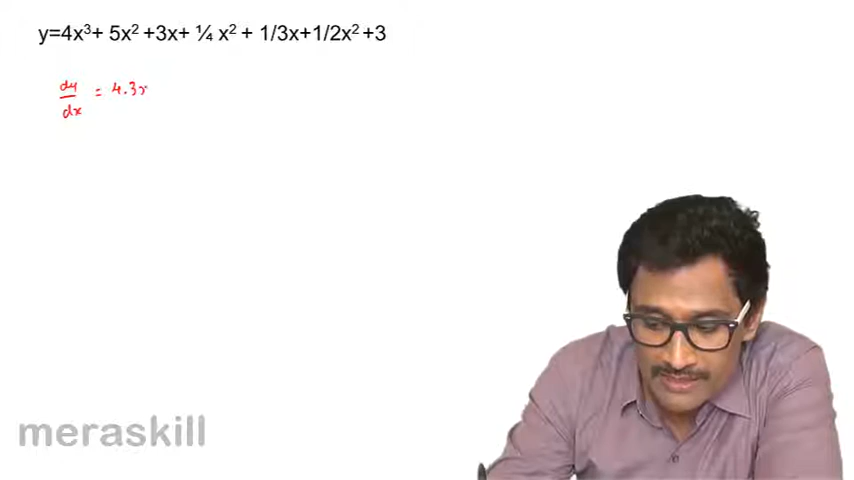 y=4x³+ 5x² +3x+ ¼ x² + 1/3x+1/2x² +3
dy/dx = 4.3x
meraskill